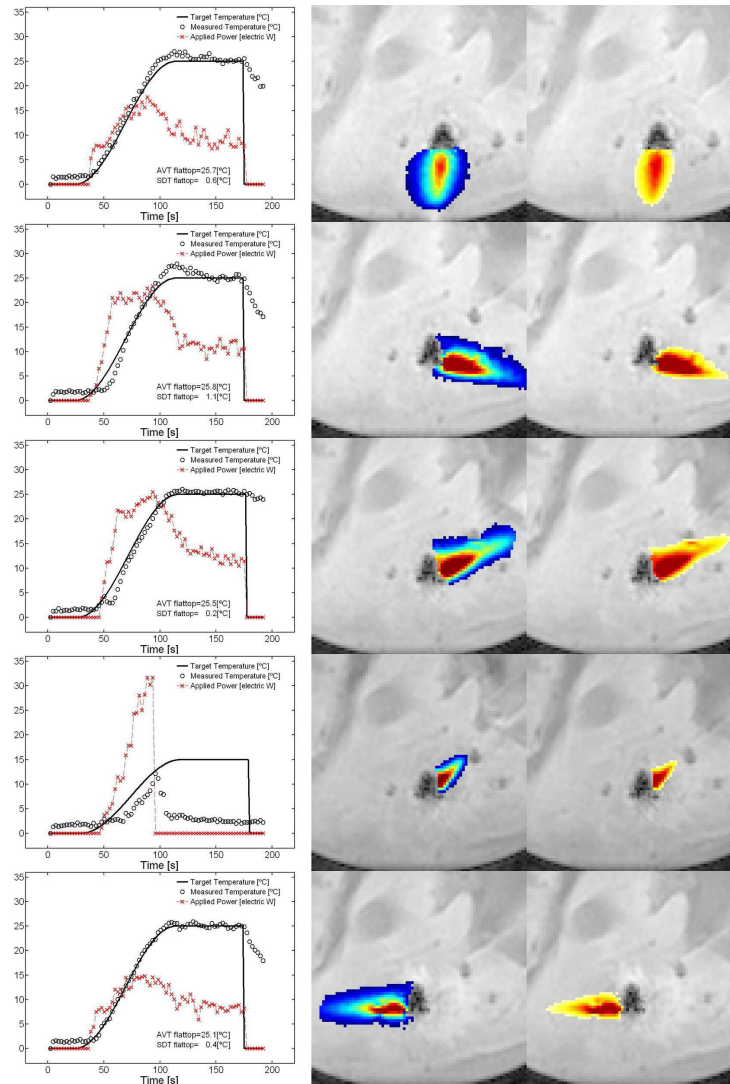 35
30
25
20
15
10
5
0
Target Temperature [ºC]
Measured Temperature [ºC]
Applied Power [electric W]
AVT flattop=25.7[ºC]
SDT flattop= 0.6[ºC]
0 50 100 150 200
Time [s]
35
30
25
20
15
10
5
0
Target Temperature [ºC]
Measured Temperature [ºC]
Applied Power [electric W]
AVT flattop=25.8[ºC]
SDT flattop= 1.1[ºC]
0 50 100 150 200
Time [s]
35
30
25
20
15
10
5
0
Target Temperature [ºC]
Measured Temperature [ºC]
Applied Power [electric W]
AVT flattop=25.5[ºC]
SDT flattop= 0.2[ºC]
0 50 100 150 200
Time [s]
35
30
25
20
15
10
5
0
Target Temperature [ºC]
Measured Temperature [ºC]
Applied Power [electric W]
0 50 100 150 200
Time [s]
35
30
25
20
15
10
5
0
Target Temperature [ºC]
Measured Temperature [ºC]
Applied Power [electric W]
AVT flattop=25.1[ºC]
SDT flattop= 0.4[ºC]
0 50 100 150 200
Time [s]